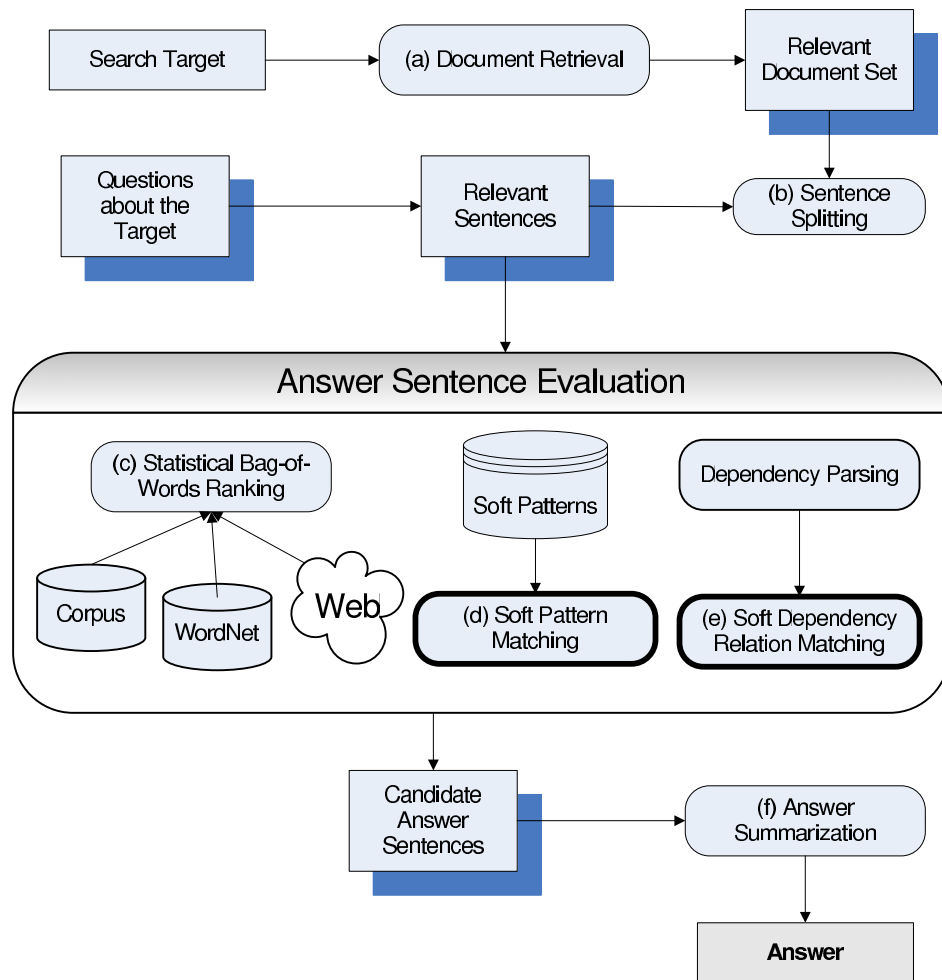 Search Target
(a) Document Retrieval
Relevant
Document Set
Questions
about the
Target
Relevant
Sentences
(b) Sentence
Splitting
Answer Sentence Evaluation
(c) Statistical Bag-of-
Words Ranking
Soft Patterns
Dependency Parsing
Corpus
WordNet
Web
(d) Soft Pattern
Matching
(e) Soft Dependency
Relation Matching
Candidate
Answer
Sentences
(f) Answer
Summarization
Answer